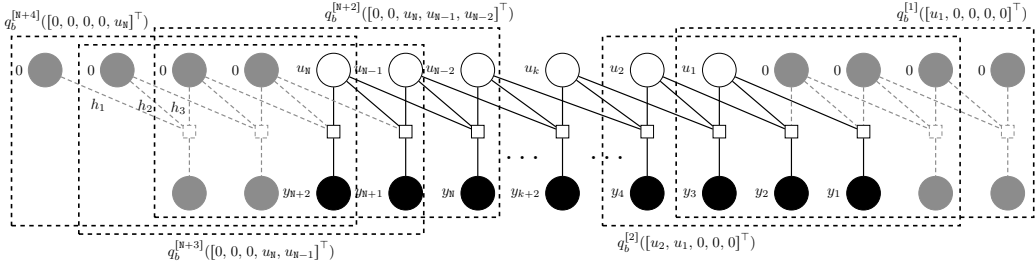 q_b^{[N+4]}([0, 0, 0, 0, u_N]^⊤)
q_b^{[N+2]}([0, 0, u_N, u_{N−1}, u_{N−2}]^⊤)
q_b^{[1]}([u_1, 0, 0, 0, 0]^⊤)
0 0 0 0 u_N u_{N−1} u_{N−2} u_k u_2 u_1 0 0 0 0
h_1 h_2 h_3
··· ···
y_{N+2} y_{N+1} y_N y_{k+2} y_4 y_3 y_2 y_1
q_b^{[N+3]}([0, 0, 0, u_N, u_{N−1}]^⊤)
q_b^{[2]}([u_2, u_1, 0, 0, 0]^⊤)